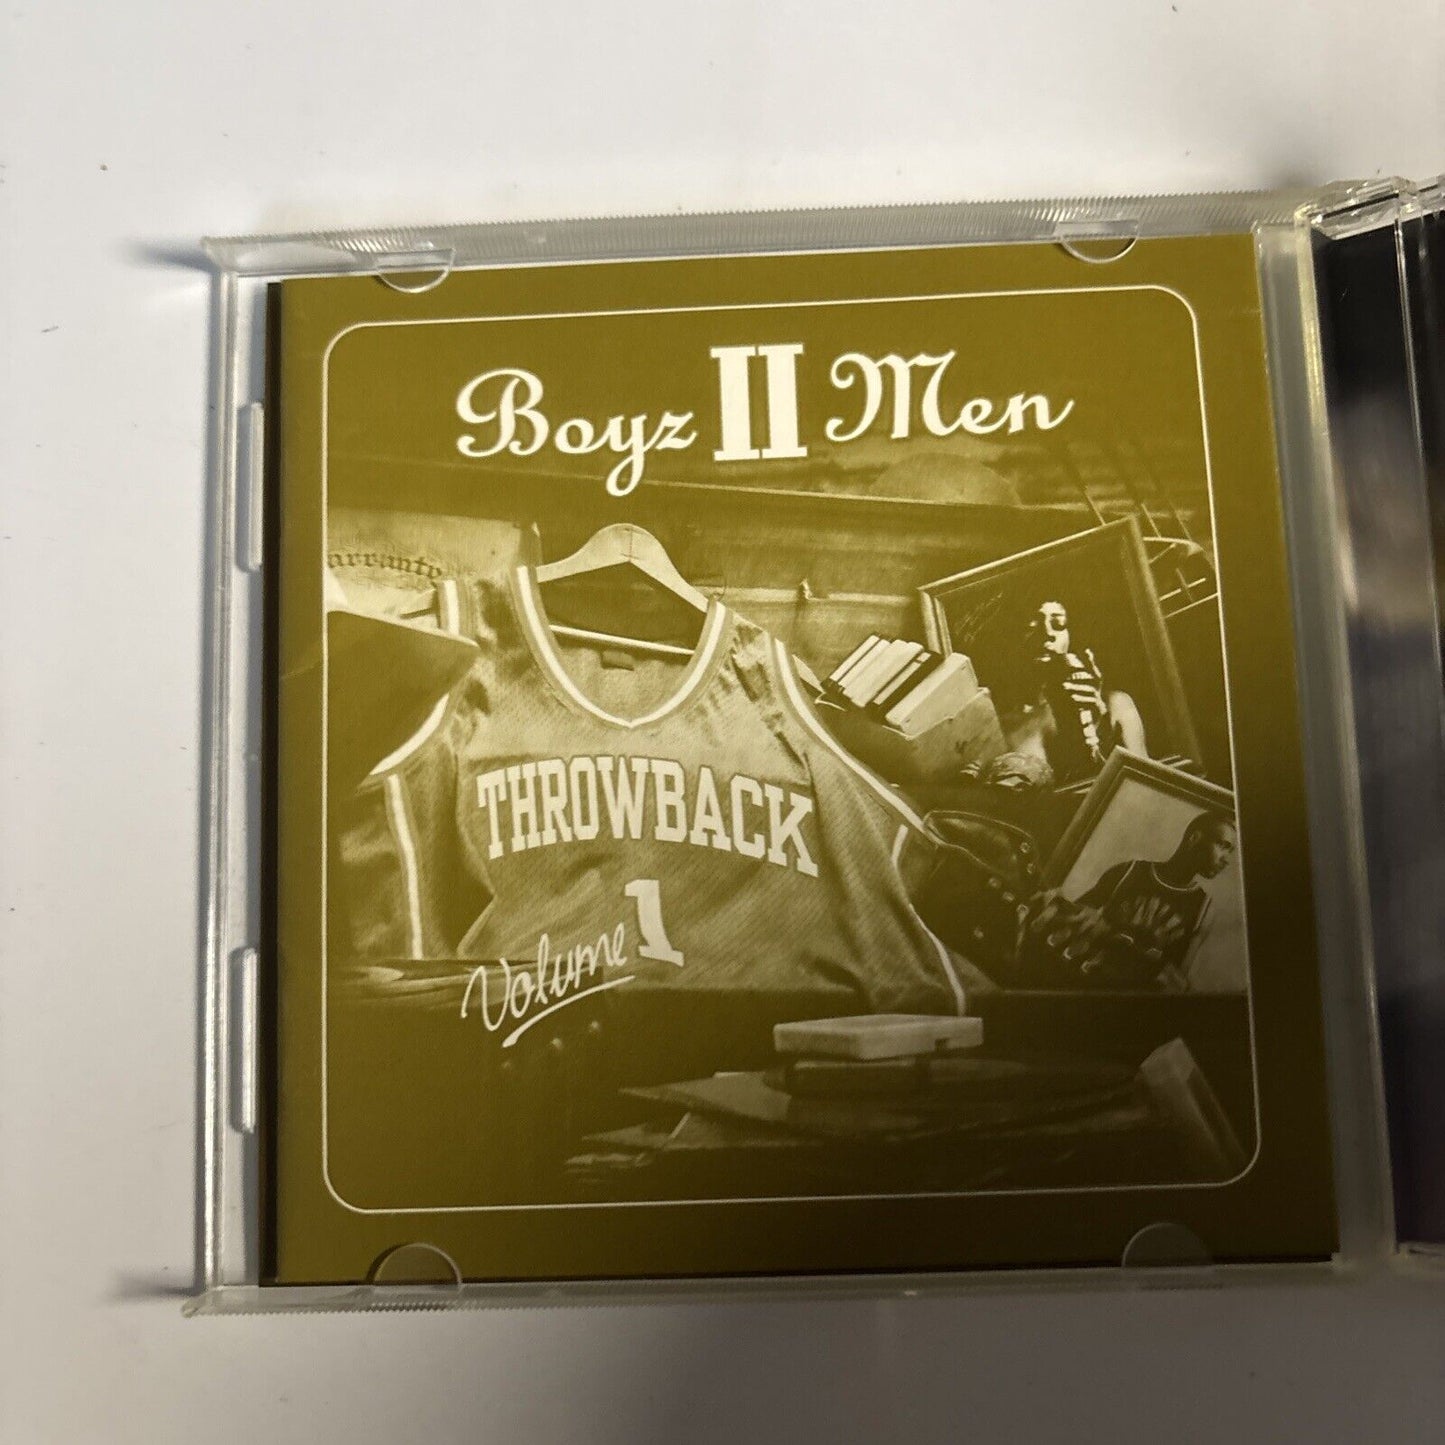 Boyz II Men
THROWBACK
Volume 1